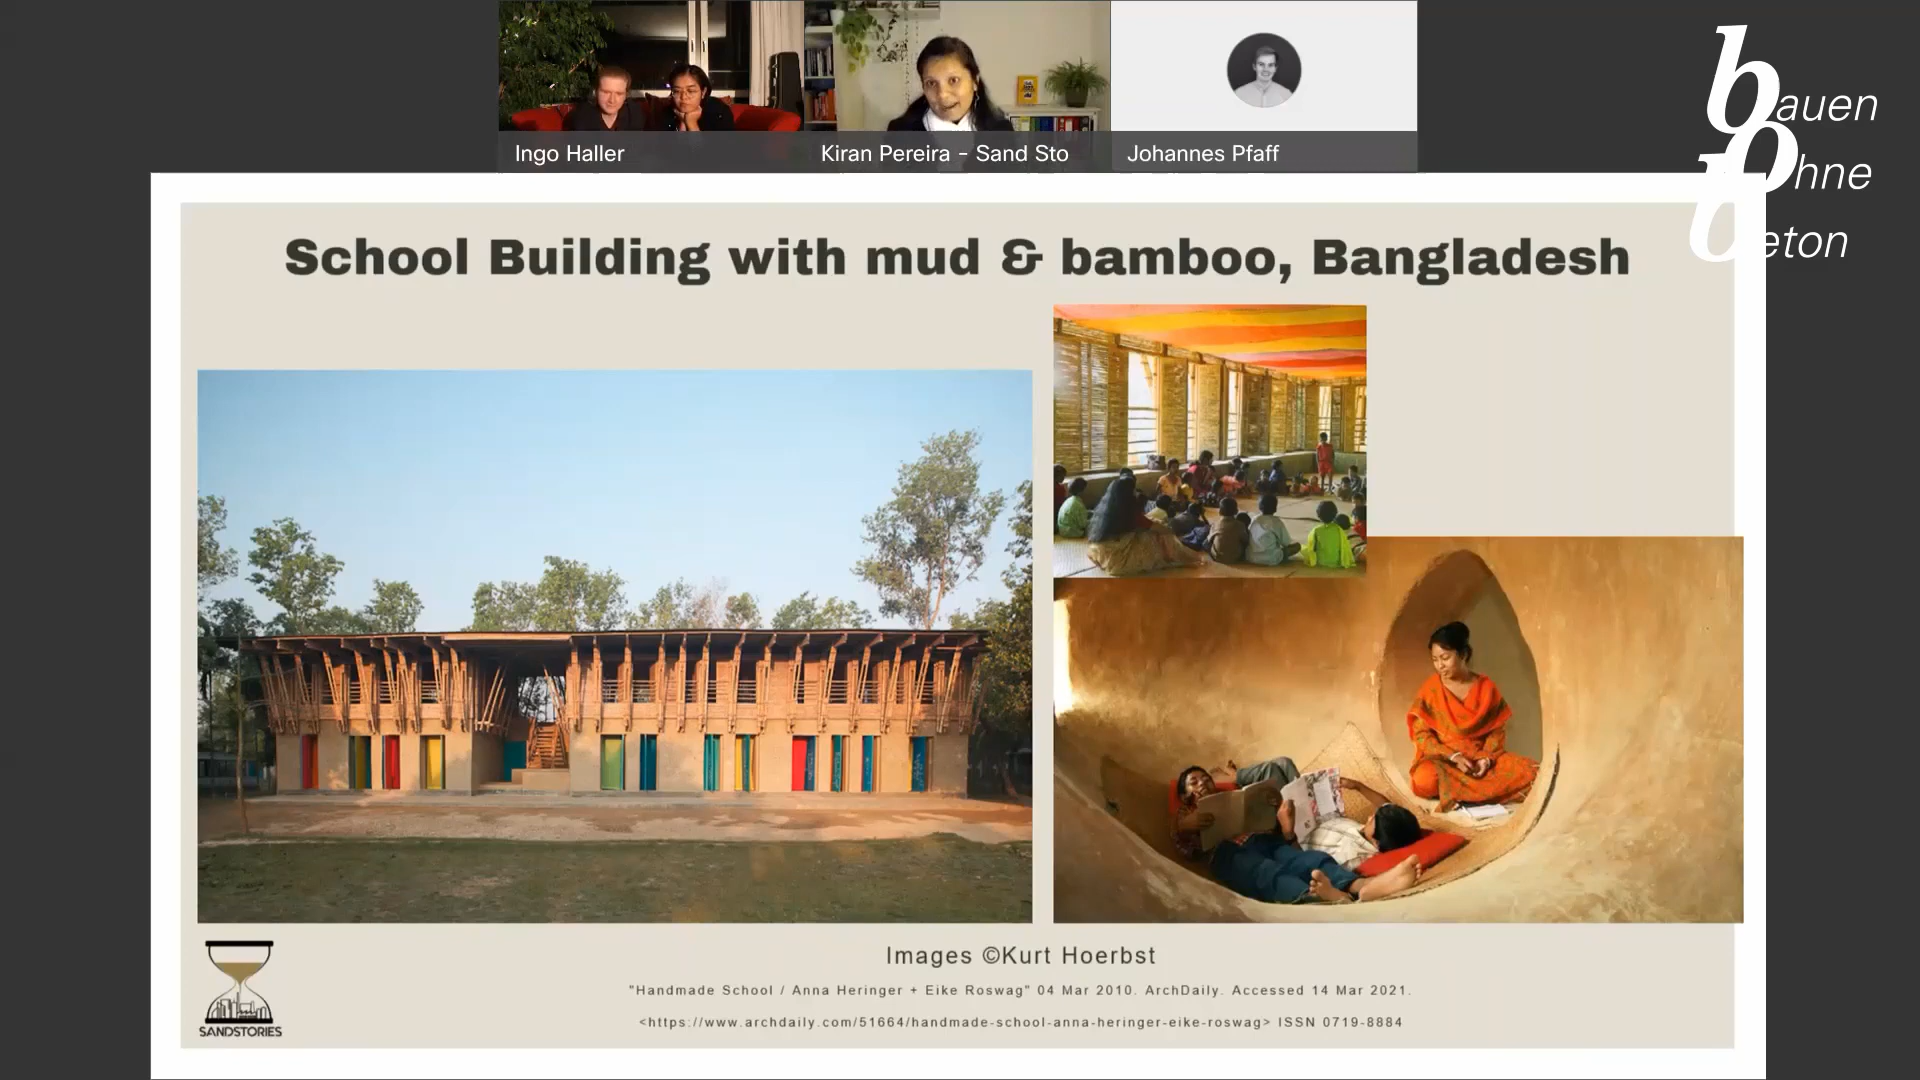 Ingo Haller
Kiran Pereira - Sand Sto
Johannes Pfaff
bauen
ohne
beton
School Building with mud & bamboo, Bangladesh
Images ©Kurt Hoerbst
"Handmade School / Anna Heringer + Eike Roswag" 04 Mar 2010. ArchDaily. Accessed 14 Mar 2021.
<https://www.archdaily.com/51664/handmade-school-anna-heringer-eike-roswag> ISSN 0719-8884
SANDSTORIES